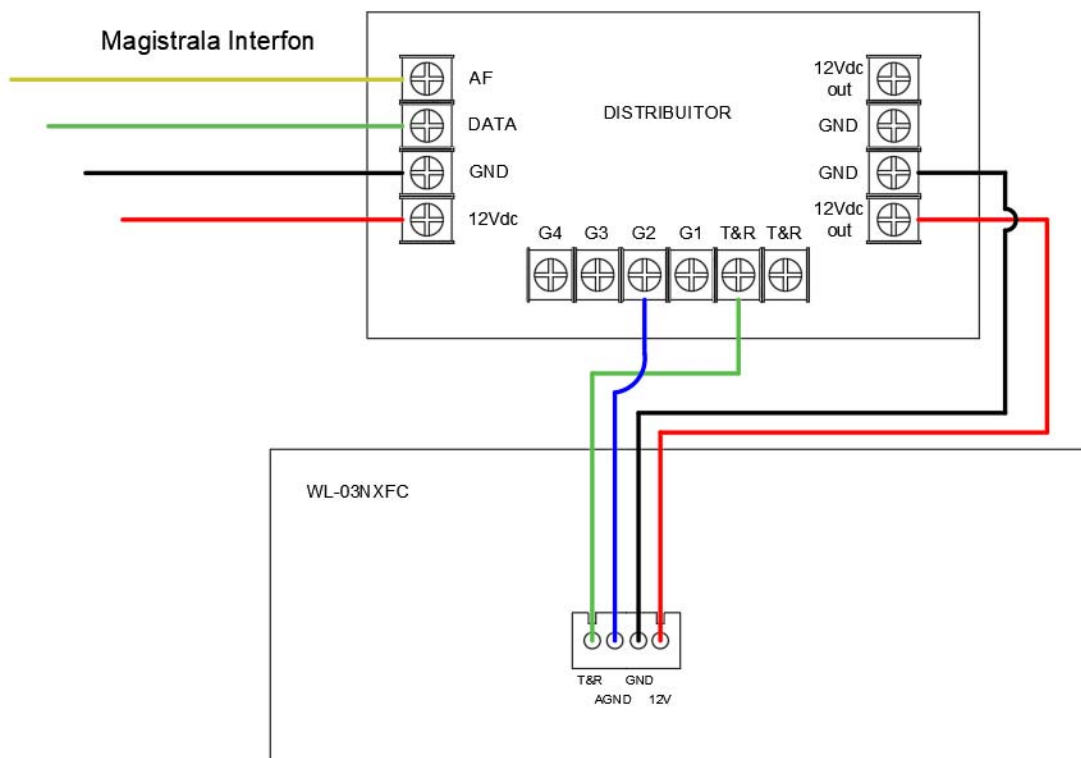 Magistrala Interfon
AF
DATA
GND
12Vdc
DISTRIBUITOR
12Vdc
out
GND
GND
12Vdc
out
G4 G3 G2 G1 T&R T&R
WL-03NXFC
T&R GND
AGND 12V